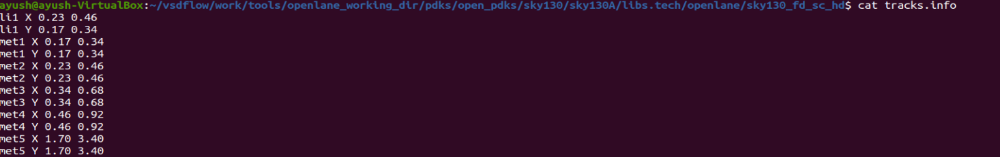 ayush@ayush-VirtualBox:~/vsdflow/work/tools/openlane_working_dir/pdks/open_pdks/sky130/sky130A/libs.tech/openlane/sky130_fd_sc_hd$ cat tracks.info
li1 X 0.23 0.46
li1 Y 0.17 0.34
met1 X 0.17 0.34
met1 Y 0.17 0.34
met2 X 0.23 0.46
met2 Y 0.23 0.46
met3 X 0.34 0.68
met3 Y 0.34 0.68
met4 X 0.46 0.92
met4 Y 0.46 0.92
met5 X 1.70 3.40
met5 Y 1.70 3.40